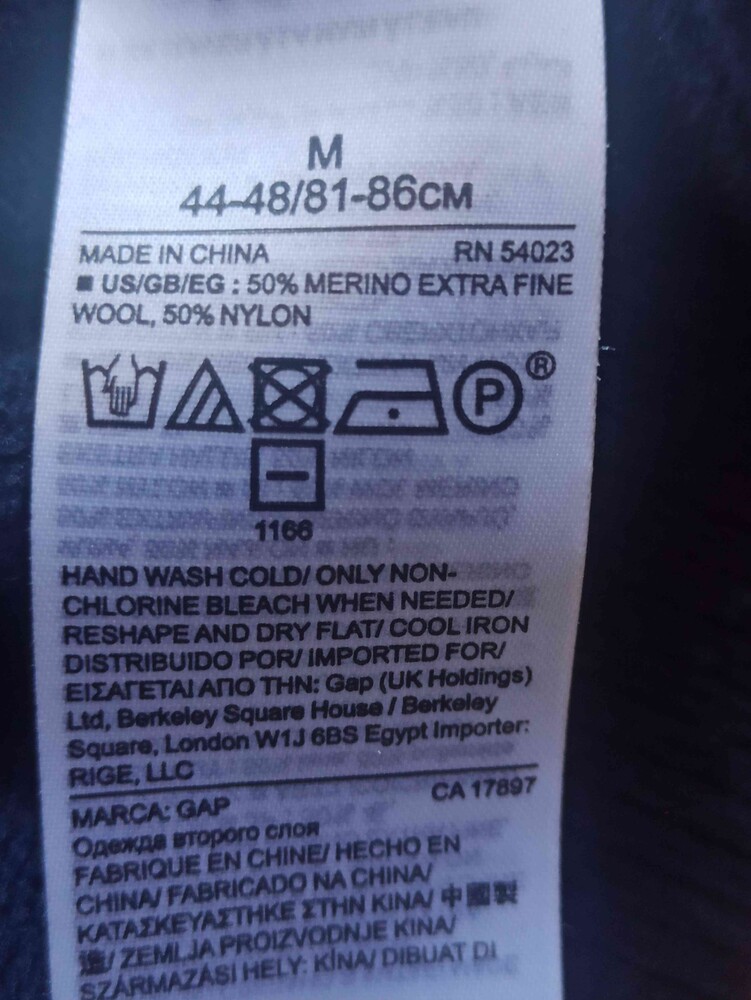 M
44-48/81-86CM
MADE IN CHINA RN 54023
■ US/GB/EG : 50% MERINO EXTRA FINE
WOOL, 50% NYLON
P ®
1166
HAND WASH COLD/ ONLY NON-
CHLORINE BLEACH WHEN NEEDED/
RESHAPE AND DRY FLAT/ COOL IRON
DISTRIBUIDO POR/ IMPORTED FOR/
ΕΙΣΑΓΕΤΑΙ ΑΠΟ ΤΗΝ: Gap (UK Holdings)
Ltd, Berkeley Square House / Berkeley
Square, London W1J 6BS Egypt Importer:
RIGE, LLC
CA 17897
MARCA: GAP
Одежда второго слоя
FABRIQUE EN CHINE/ HECHO EN
CHINA/ FABRICADO NA CHINA/
ΚΑΤΑΣΚΕΥΑΣΤΗΚΕ ΣΤΗΝ ΚΙΝΑ/ 中國製
造/ ZEMLJA PROIZVODNJE KINA/
SZÁRMAZÁSI HELY: KÍNA/ DIBUAT DI